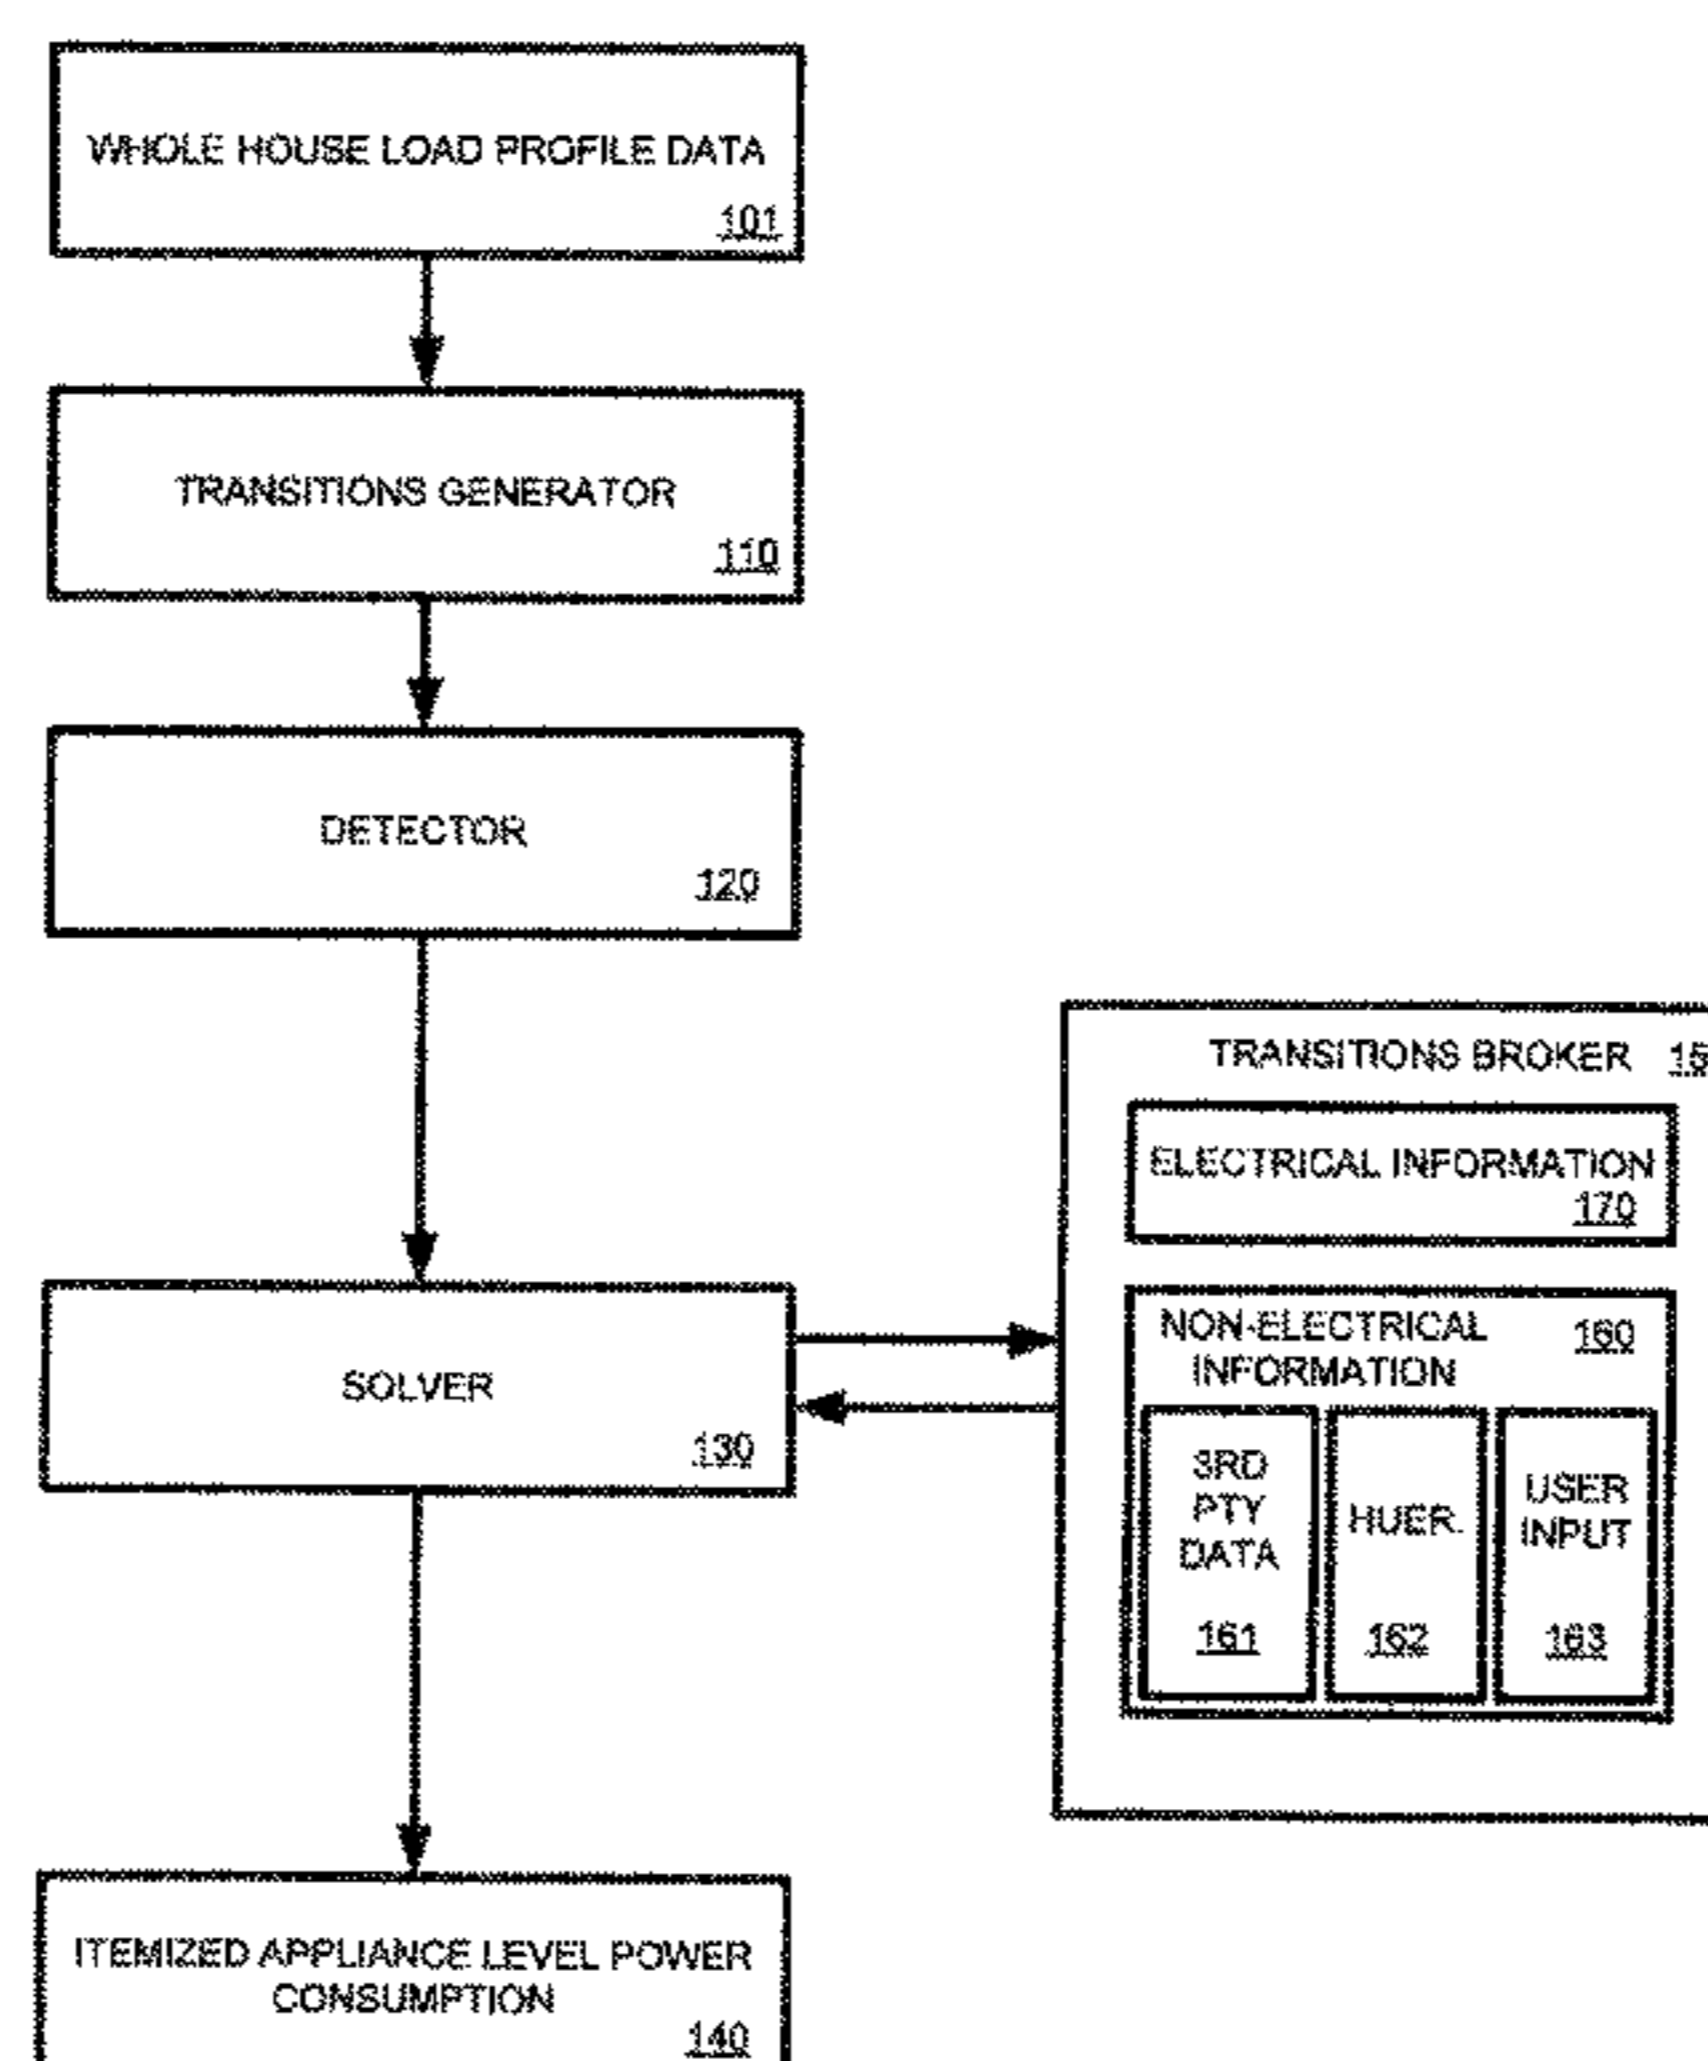 WHOLE HOUSE LOAD PROFILE DATA
101
TRANSITIONS GENERATOR
110
DETECTOR
120
SOLVER
130
ITEMIZED APPLIANCE LEVEL POWER
CONSUMPTION
140
TRANSITIONS BROKER
ELECTRICAL INFORMATION
170
NON-ELECTRICAL 160
INFORMATION
3RD
PTY
DATA
161
HUER.
162
USER
INPUT
163